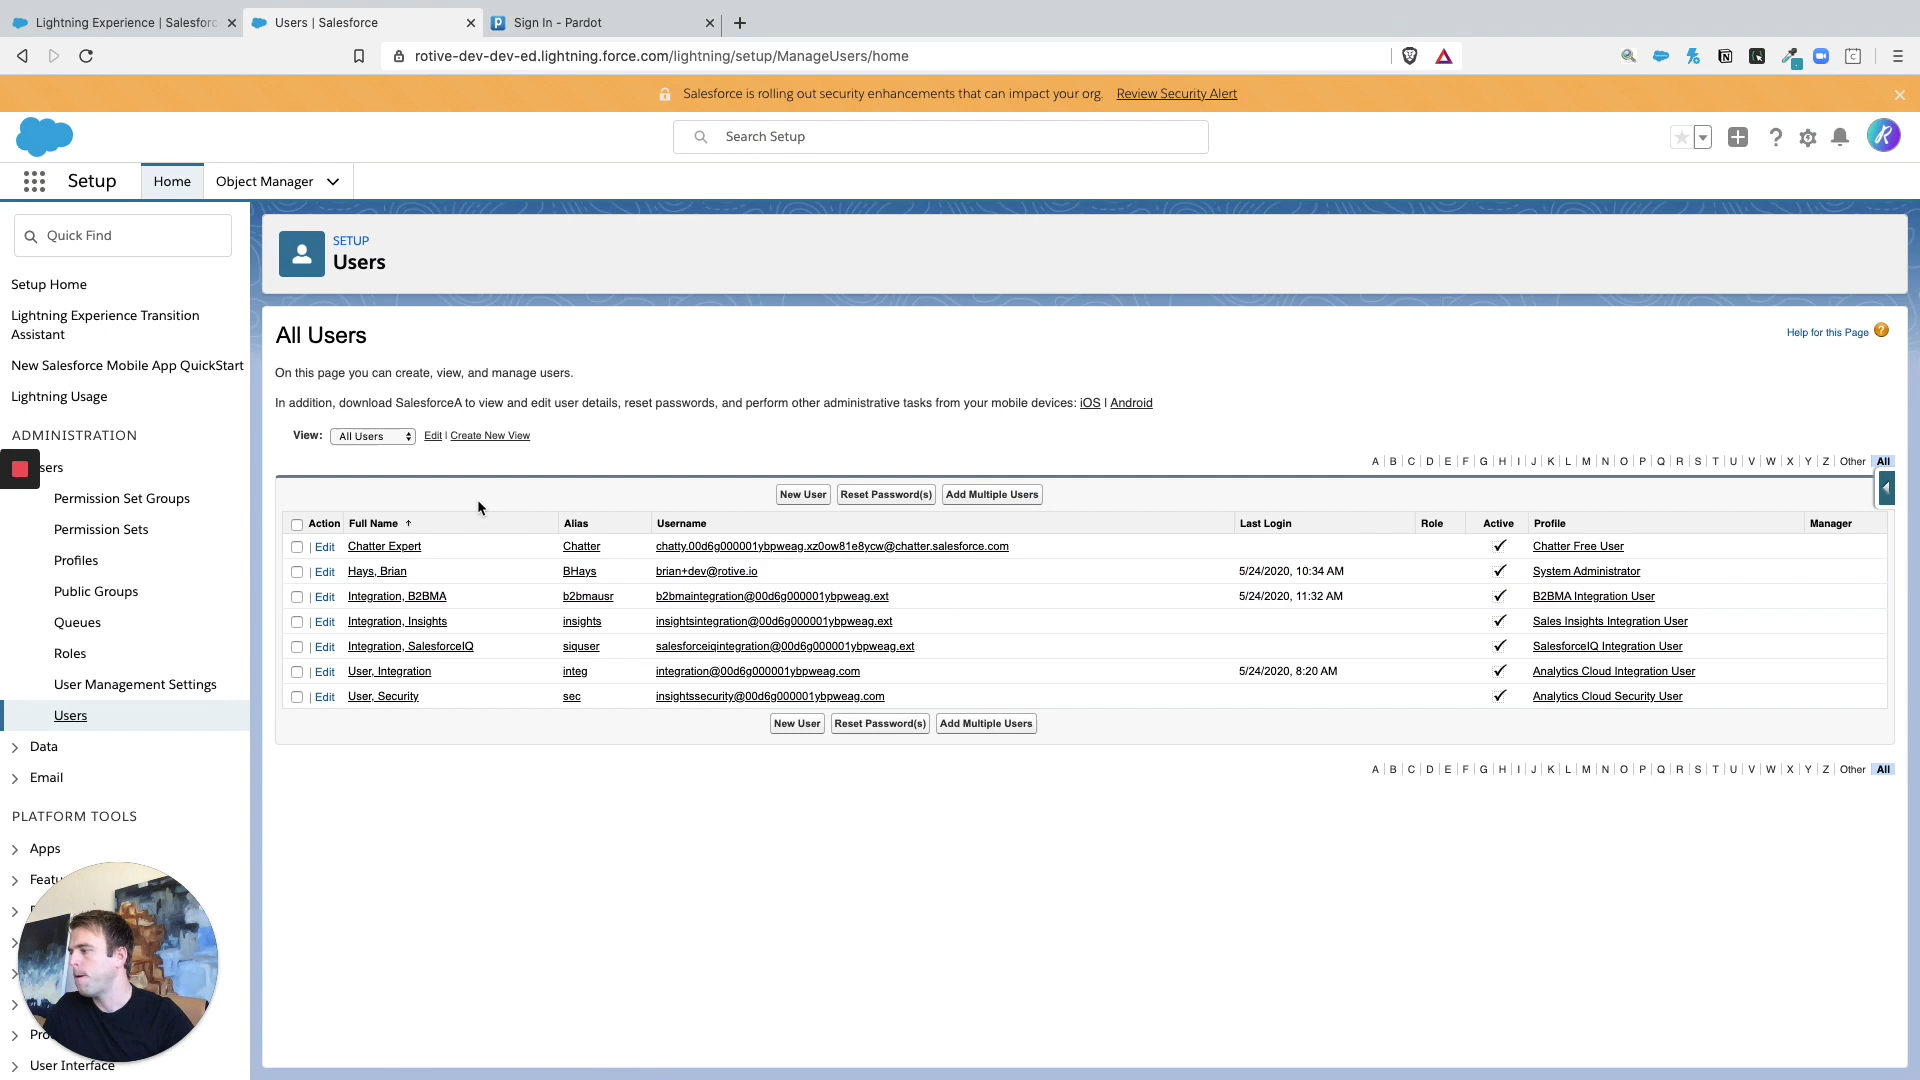 Lightning Experience | Salesforc
Users | Salesforce
Sign In - Pardot
rotive-dev-dev-ed.lightning.force.com/lightning/setup/ManageUsers/home
Salesforce is rolling out security enhancements that can impact your org. Review Security Alert
Search Setup
Setup
Home
Object Manager
Quick Find
Setup Home
Lightning Experience Transition
Assistant
New Salesforce Mobile App QuickStart
Lightning Usage
ADMINISTRATION
sers
Permission Set Groups
Permission Sets
Profiles
Public Groups
Queues
Roles
User Management Settings
Users
Data
Email
PLATFORM TOOLS
Apps
Featu
Pro
User Interface
SETUP
Users
All Users
Help for this Page ?
On this page you can create, view, and manage users.
In addition, download SalesforceA to view and edit user details, reset passwords, and perform other administrative tasks from your mobile devices: iOS | Android
View: All Users Edit | Create New View
A | B | C | D | E | F | G | H | I | J | K | L | M | N | O | P | Q | R | S | T | U | V | W | X | Y | Z | Other | All
New User Reset Password(s) Add Multiple Users
Action Full Name ↑ Alias Username Last Login Role Active Profile Manager
| Edit Chatter Expert Chatter chatty.00d6g000001ybpweag.xz0ow81e8ycw@chatter.salesforce.com ✓ Chatter Free User
| Edit Hays, Brian BHays brian+dev@rotive.io 5/24/2020, 10:34 AM ✓ System Administrator
| Edit Integration, B2BMA b2bmausr b2bmaintegration@00d6g000001ybpweag.ext 5/24/2020, 11:32 AM ✓ B2BMA Integration User
| Edit Integration, Insights insights insightsintegration@00d6g000001ybpweag.ext ✓ Sales Insights Integration User
| Edit Integration, SalesforceIQ siquser salesforceiqintegration@00d6g000001ybpweag.ext ✓ SalesforceIQ Integration User
| Edit User, Integration integ integration@00d6g000001ybpweag.com 5/24/2020, 8:20 AM ✓ Analytics Cloud Integration User
| Edit User, Security sec insightssecurity@00d6g000001ybpweag.com ✓ Analytics Cloud Security User
New User Reset Password(s) Add Multiple Users
A | B | C | D | E | F | G | H | I | J | K | L | M | N | O | P | Q | R | S | T | U | V | W | X | Y | Z | Other | All